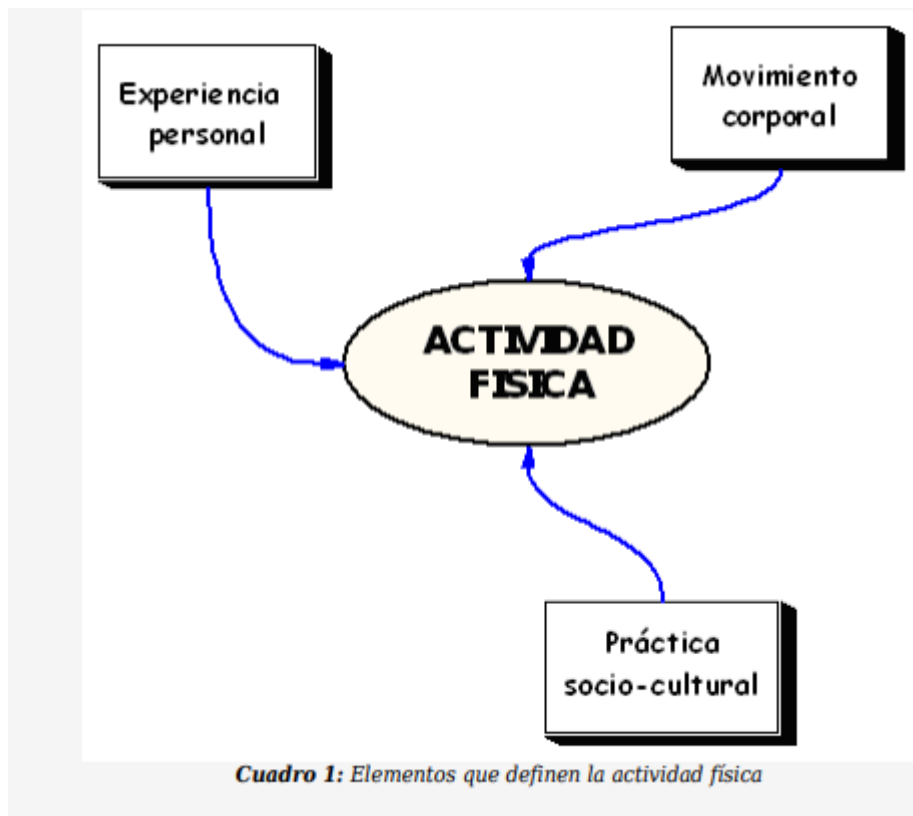 Experiencia
personal
Movimiento
corporal
ACTIVIDAD
FISICA
Práctica
socio-cultural
Cuadro 1: Elementos que definen la actividad física